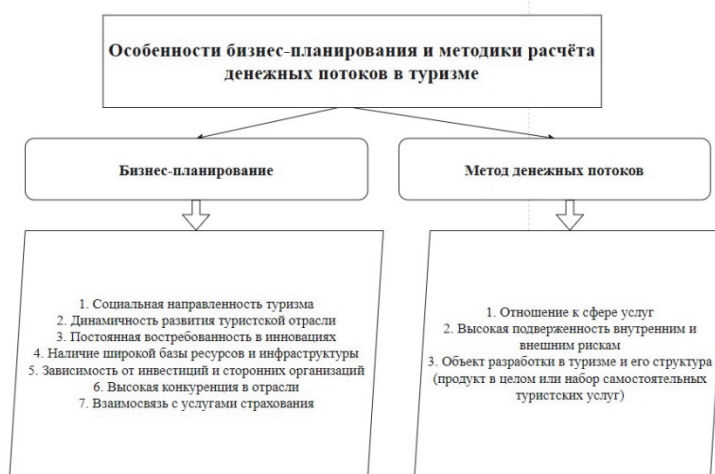 Особенности бизнес-планирования и методики расчёта
денежных потоков в туризме
Бизнес-планирование
Метод денежных потоков
1. Социальная направленность туризма
2. Динамичность развития туристской отрасли
3. Постоянная востребованность в инновациях
4. Наличие широкой базы ресурсов и инфраструктуры
5. Зависимость от инвестиций и сторонних организаций
6. Высокая конкуренция в отрасли
7. Взаимосвязь с услугами страхования
1. Отношение к сфере услуг
2. Высокая подверженность внутренним и
внешним рискам
3. Объект разработки в туризме и его структура
(продукт в целом или набор самостоятельных
туристских услуг)